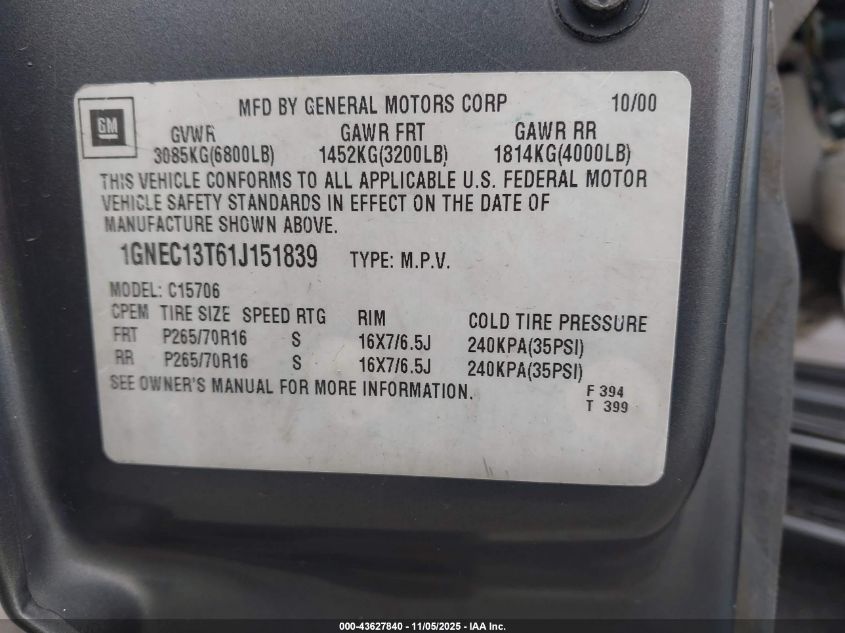 GM
MFD BY GENERAL MOTORS CORP 10/00
GVWR GAWR FRT GAWR RR
3085KG(6800LB) 1452KG(3200LB) 1814KG(4000LB)
THIS VEHICLE CONFORMS TO ALL APPLICABLE U.S. FEDERAL MOTOR
VEHICLE SAFETY STANDARDS IN EFFECT ON THE DATE OF
MANUFACTURE SHOWN ABOVE.
1GNEC13T61J151839 TYPE: M.P.V.
MODEL: C15706
CPEM TIRE SIZE SPEED RTG RIM COLD TIRE PRESSURE
FRT P265/70R16 S 16X7/6.5J 240KPA(35PSI)
RR P265/70R16 S 16X7/6.5J 240KPA(35PSI)
SEE OWNER'S MANUAL FOR MORE INFORMATION.
F 394
T 399
000-43627840 - 11/05/2025 - IAA Inc.